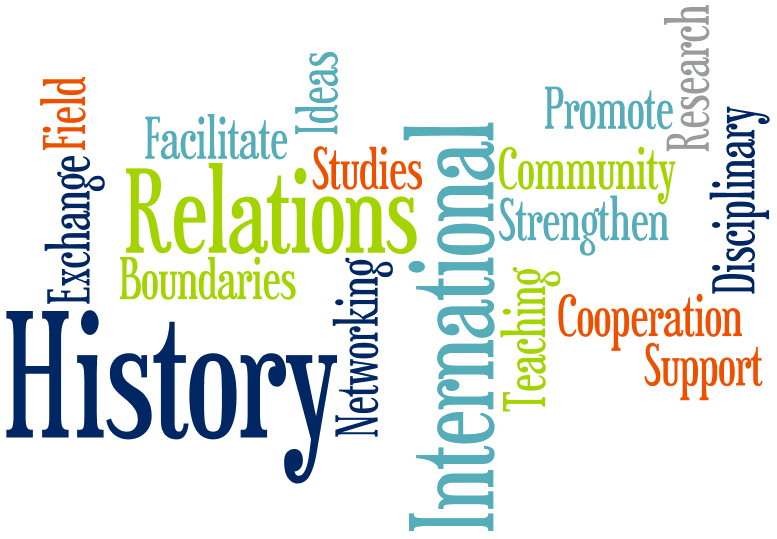 Field
Exchange
Facilitate
Ideas
Studies
Relations
Boundaries
History
Networking
International
Promote
Research
Community
Strengthen
Disciplinary
Teaching
Cooperation
Support